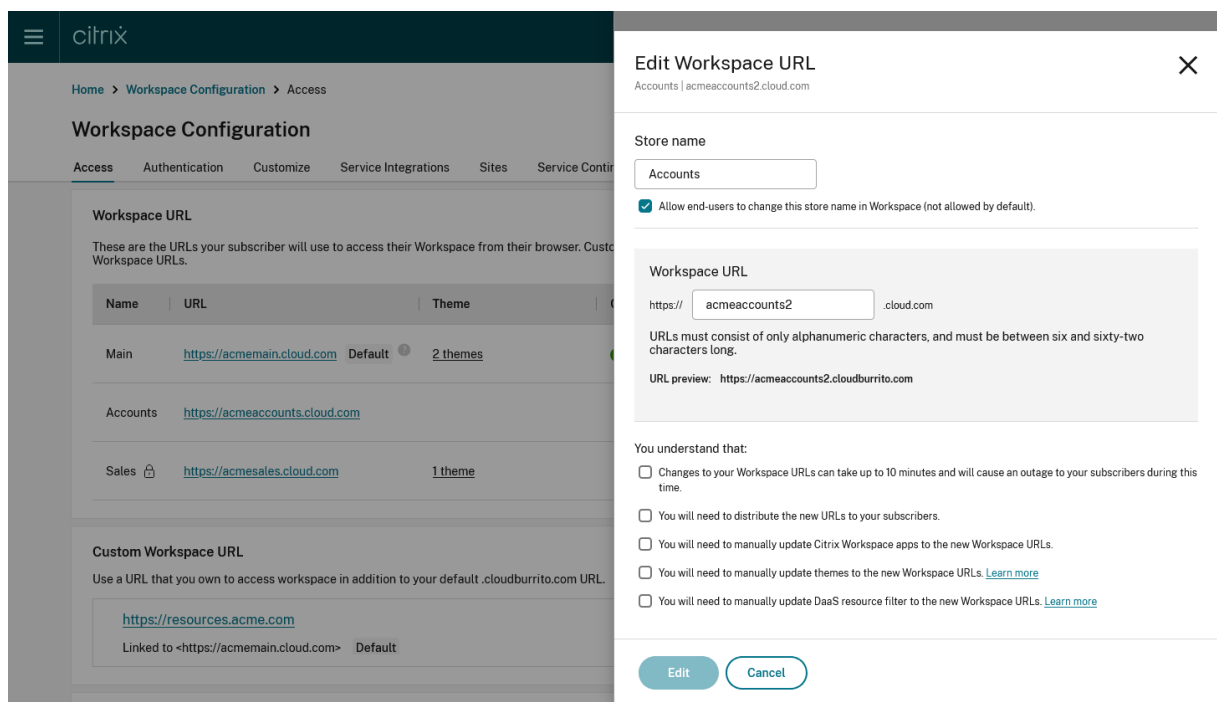 citrix
Home > Workspace Configuration > Access
Workspace Configuration
Access Authentication Customize Service Integrations Sites Service Contin
Workspace URL
These are the URLs your subscriber will use to access their Workspace from their browser. Custo
Workspace URLs.
Name URL Theme
Main https://acmemain.cloud.com Default ? 2 themes
Accounts https://acmeaccounts.cloud.com
Sales https://acmesales.cloud.com 1 theme
Custom Workspace URL
Use a URL that you own to access workspace in addition to your default .cloudburrito.com URL.
https://resources.acme.com
Linked to <https://acmemain.cloud.com> Default
Edit Workspace URL
Accounts | acmeaccounts2.cloud.com
Store name
Accounts
Allow end-users to change this store name in Workspace (not allowed by default).
Workspace URL
https:// acmeaccounts2 .cloud.com
URLs must consist of only alphanumeric characters, and must be between six and sixty-two
characters long.
URL preview: https://acmeaccounts2.cloudburrito.com
You understand that:
Changes to your Workspace URLs can take up to 10 minutes and will cause an outage to your subscribers during this
time.
You will need to distribute the new URLs to your subscribers.
You will need to manually update Citrix Workspace apps to the new Workspace URLs.
You will need to manually update themes to the new Workspace URLs. Learn more
You will need to manually update DaaS resource filter to the new Workspace URLs. Learn more
Edit Cancel